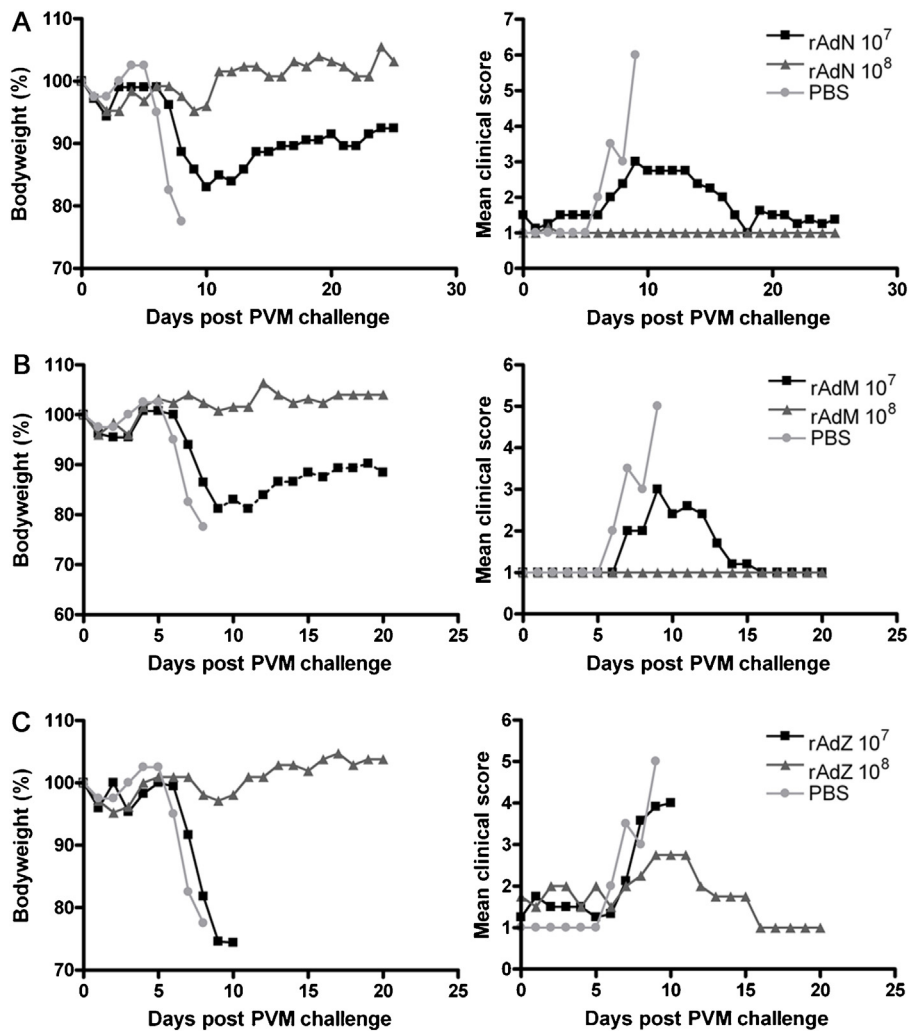 A
Bodyweight (%)
110
100
90
80
70
0 10 20 30
Days post PVM challenge
Mean clinical score
7
6
5
4
3
2
1
0
0 10 20 30
Days post PVM challenge
rAdN 10⁷
rAdN 10⁸
PBS
B
Bodyweight (%)
110
100
90
80
70
60
0 5 10 15 20 25
Days post PVM challenge
Mean clinical score
6
5
4
3
2
1
0
0 5 10 15 20 25
Days post PVM challenge
rAdM 10⁷
rAdM 10⁸
PBS
C
Bodyweight (%)
110
100
90
80
70
0 5 10 15 20 25
Days post PVM challenge
Mean clinical score
6
5
4
3
2
1
0
0 5 10 15 20 25
Days post PVM challenge
rAdZ 10⁷
rAdZ 10⁸
PBS